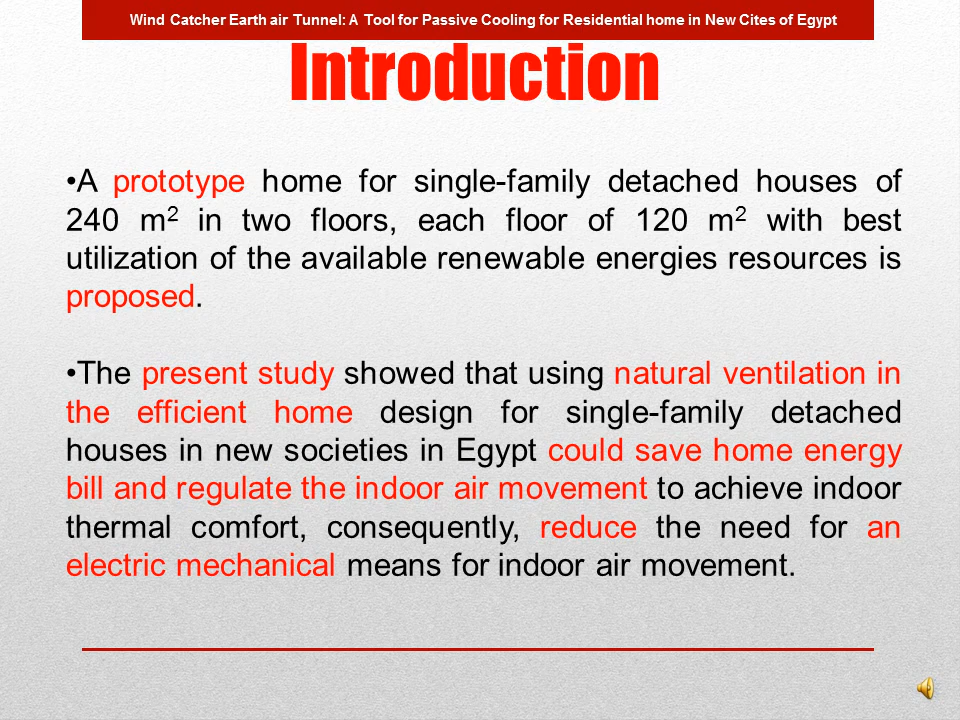 Wind Catcher Earth air Tunnel: A Tool for Passive Cooling for Residential home in New Cites of Egypt
Introduction
•A prototype home for single-family detached houses of
240 m² in two floors, each floor of 120 m² with best
utilization of the available renewable energies resources is
proposed.
•The present study showed that using natural ventilation in
the efficient home design for single-family detached
houses in new societies in Egypt could save home energy
bill and regulate the indoor air movement to achieve indoor
thermal comfort, consequently, reduce the need for an
electric mechanical means for indoor air movement.